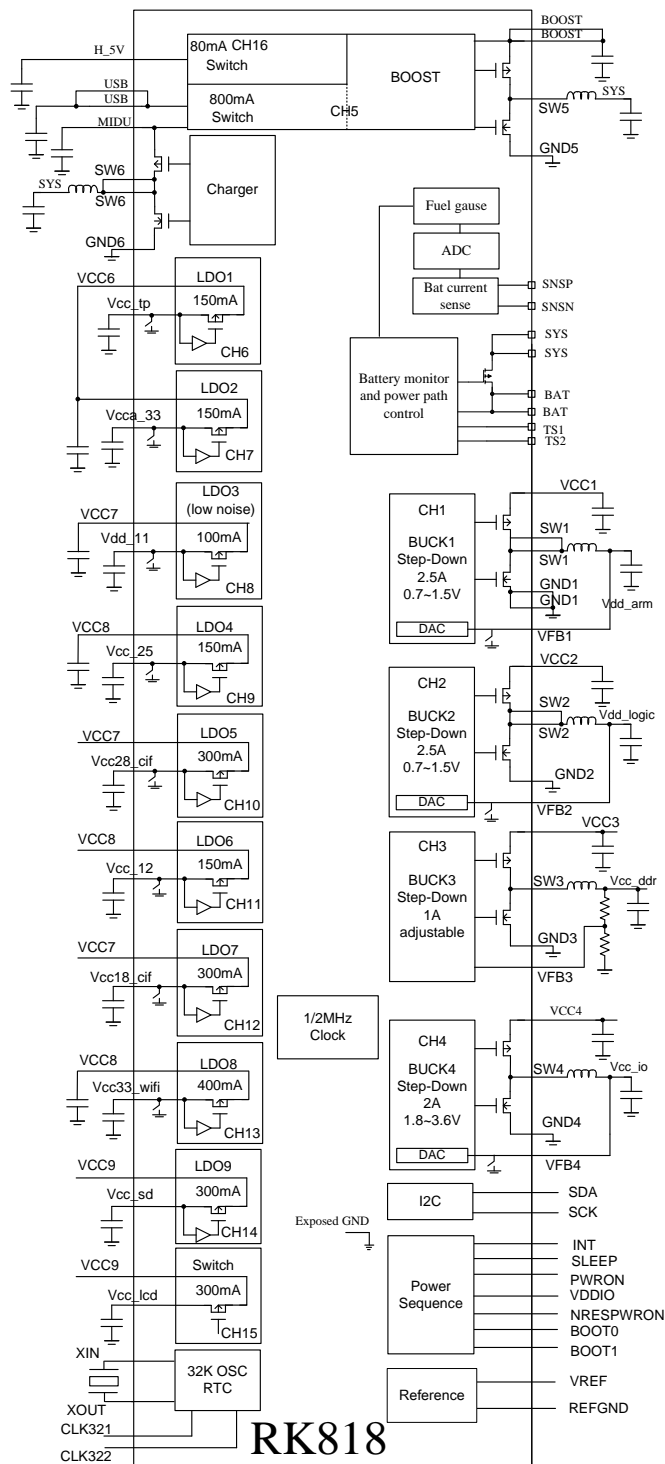 BOOST
BOOST
H_5V
80mA CH16
Switch
BOOST
USB
USB
800mA
Switch
CH5
SW5
SYS
MIDU
GND5
SW6
SYS
SW6
Charger
GND6
Fuel gause
ADC
Bat current
sense
SNSP
SNSN
SYS
SYS
Battery monitor
and power path
control
BAT
BAT
TS1
TS2
VCC6
LDO1
150mA
Vcc_tp
CH6
LDO2
150mA
Vcca_33
CH7
LDO3
(low noise)
VCC7
100mA
Vdd_11
CH8
VCC8
LDO4
150mA
Vcc_25
CH9
VCC7
LDO5
300mA
Vcc28_cif
CH10
VCC8
LDO6
150mA
Vcc_12
CH11
VCC7
LDO7
300mA
Vcc18_cif
CH12
VCC8
LDO8
400mA
Vcc33_wifi
CH13
VCC9
LDO9
300mA
Vcc_sd
CH14
VCC9
Switch
300mA
Vcc_lcd
CH15
XIN
32K OSC
RTC
XOUT
CLK321
CLK322
CH1
BUCK1
Step-Down
2.5A
0.7~1.5V
DAC
VCC1
SW1
SW1
GND1
GND1
Vdd_arm
VFB1
CH2
BUCK2
Step-Down
2.5A
0.7~1.5V
DAC
VCC2
SW2
SW2
Vdd_logic
GND2
VFB2
CH3
BUCK3
Step-Down
1A
adjustable
VCC3
SW3
Vcc_ddr
GND3
VFB3
1/2MHz
Clock
CH4
BUCK4
Step-Down
2A
1.8~3.6V
DAC
VCC4
SW4
Vcc_io
GND4
VFB4
I2C
SDA
SCK
Exposed GND
Power
Sequence
INT
SLEEP
PWRON
VDDIO
NRESPWRON
BOOT0
BOOT1
Reference
VREF
REFGND
RK818